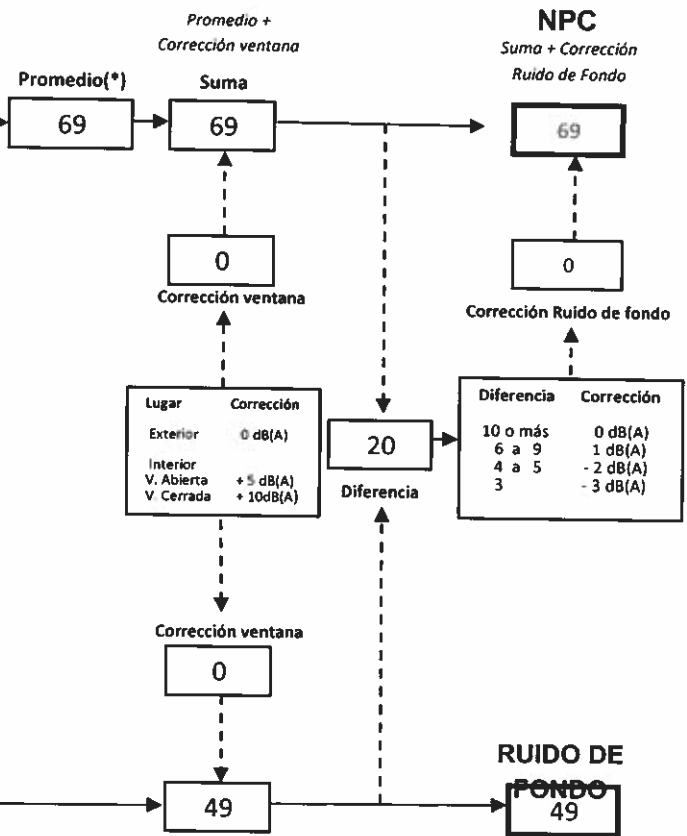 Promedio +
Corrección ventana
NPC
Suma + Corrección
Ruido de Fondo
Promedio(*)
Suma
69
69
69
0
0
Corrección ventana
Corrección Ruido de fondo
Lugar Corrección
Exterior 0 dB(A)
Interior
V. Abierta + 5 dB(A)
V. Cerrada + 10dB(A)
20
Diferencia
Diferencia Corrección
10 o más 0 dB(A)
6 a 9 1 dB(A)
4 a 5 - 2 dB(A)
3 - 3 dB(A)
Corrección ventana
0
RUIDO DE
FONDO
49
49